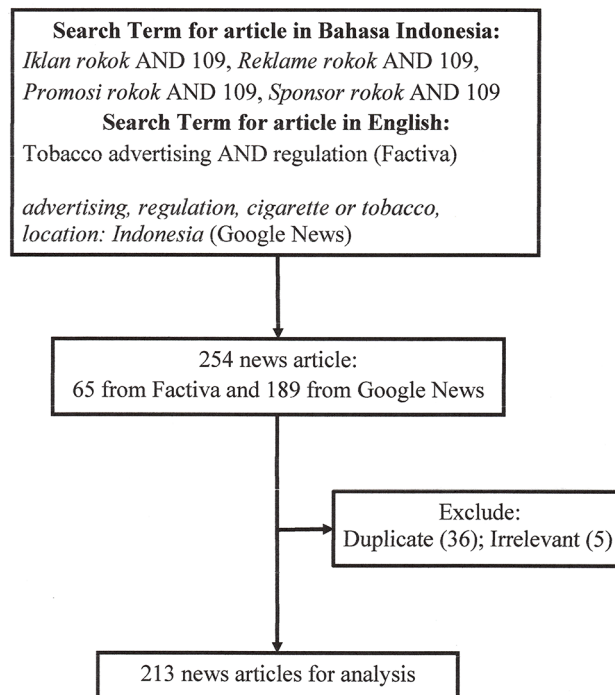 Search Term for article in Bahasa Indonesia:
Iklan rokok AND 109, Reklame rokok AND 109,
Promosi rokok AND 109, Sponsor rokok AND 109
Search Term for article in English:
Tobacco advertising AND regulation (Factiva)
advertising, regulation, cigarette or tobacco,
location: Indonesia (Google News)
254 news article:
65 from Factiva and 189 from Google News
Exclude:
Duplicate (36); Irrelevant (5)
213 news articles for analysis